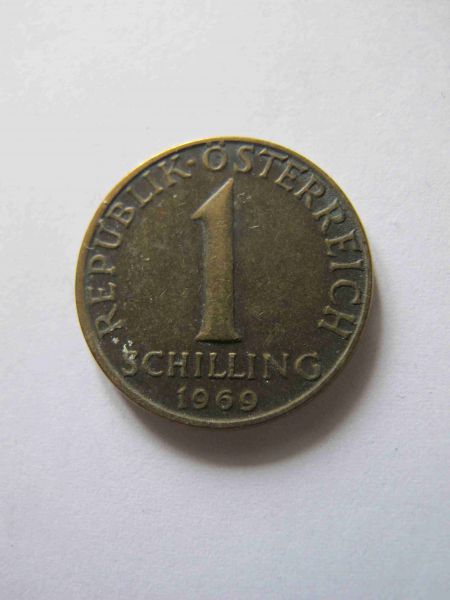 REPUBLIK · ÖSTERREICH
1
SCHILLING
1969